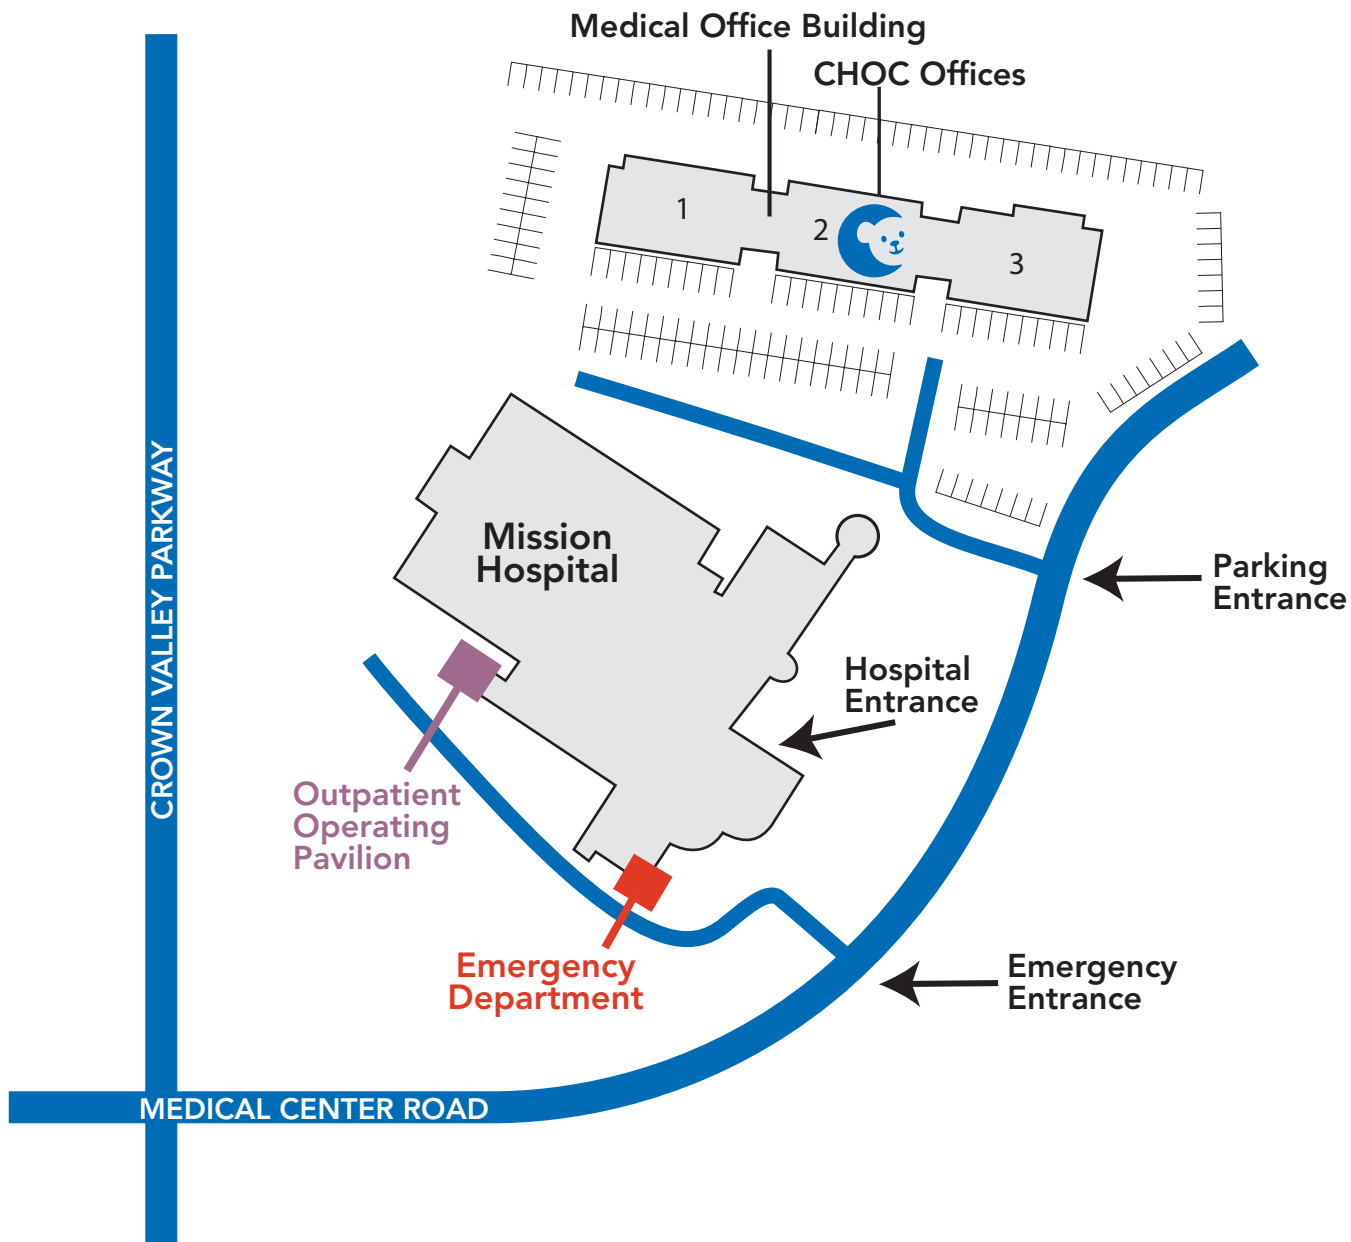 Medical Office Building
CHOC Offices
1
2
3
CROWN VALLEY PARKWAY
Mission
Hospital
Parking
Entrance
Hospital
Entrance
Outpatient
Operating
Pavilion
Emergency
Department
Emergency
Entrance
MEDICAL CENTER ROAD